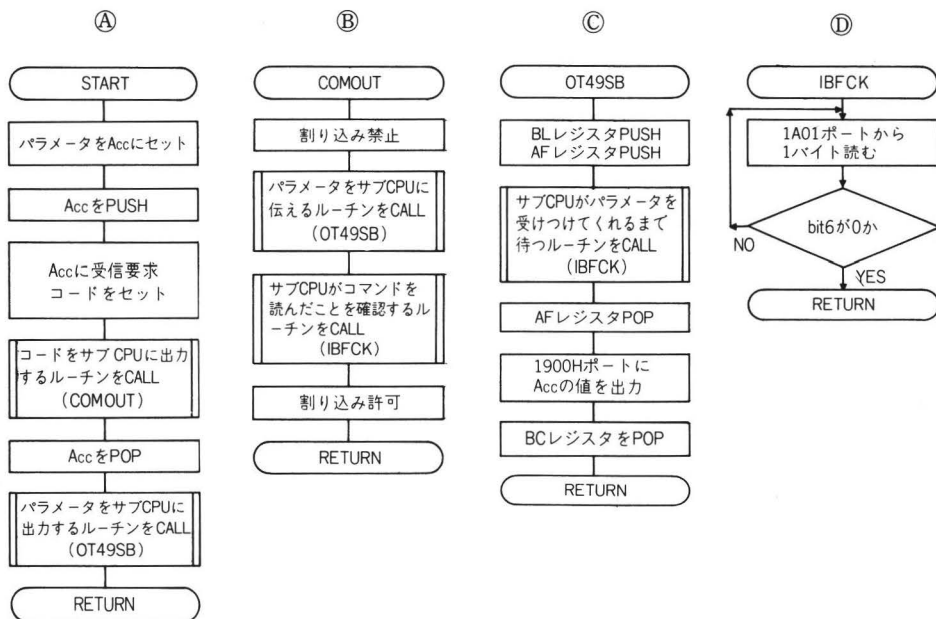 Ⓐ
START
パラメータをAccにセット
AccをPUSH
Accに受信要求
コードをセット
コードをサブCPUに出力
するルーチンをCALL
(COMOUT)
AccをPOP
パラメータをサブCPUに
出力するルーチンをCALL
(OT49SB)
RETURN
Ⓑ
COMOUT
割り込み禁止
パラメータをサブCPUに
伝えるルーチンをCALL
(OT49SB)
サブCPUがコマンドを
読んだことを確認するル
ーチンをCALL
(IBFCK)
割り込み許可
RETURN
Ⓒ
OT49SB
BLレジスタPUSH
AFレジスタPUSH
サブCPUがパラメータを
受けつけてくれるまで
待つルーチンをCALL
(IBFCK)
AFレジスタPOP
1900Hポートに
Accの値を出力
BCレジスタをPOP
RETURN
Ⓓ
IBFCK
1A01ポートから
1バイト読む
bit6が0か
NO
YES
RETURN